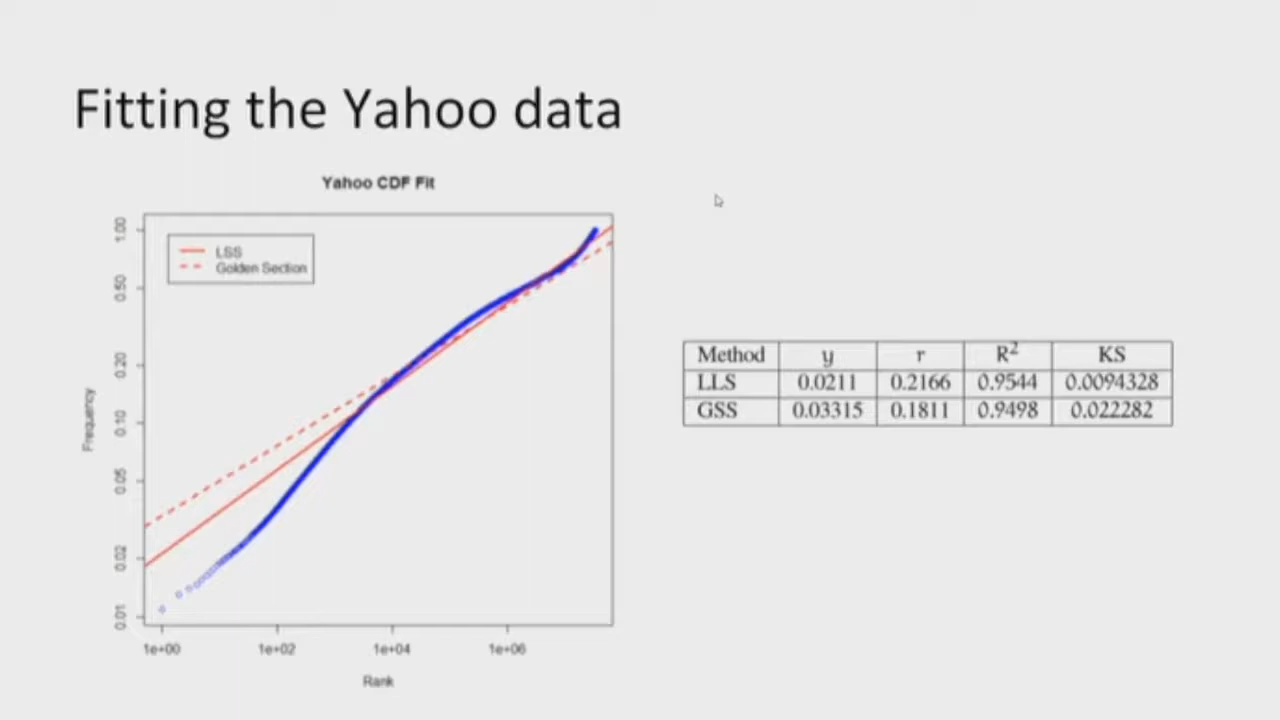 Fitting the Yahoo data
Yahoo CDF Fit
LSS
Golden Section
1.00
0.50
0.20
0.10
0.05
0.02
0.01
Frequency
1e+00 1e+02 1e+04 1e+06
Rank
Method y r R² KS
LLS 0.0211 0.2166 0.9544 0.0094328
GSS 0.03315 0.1811 0.9498 0.022282